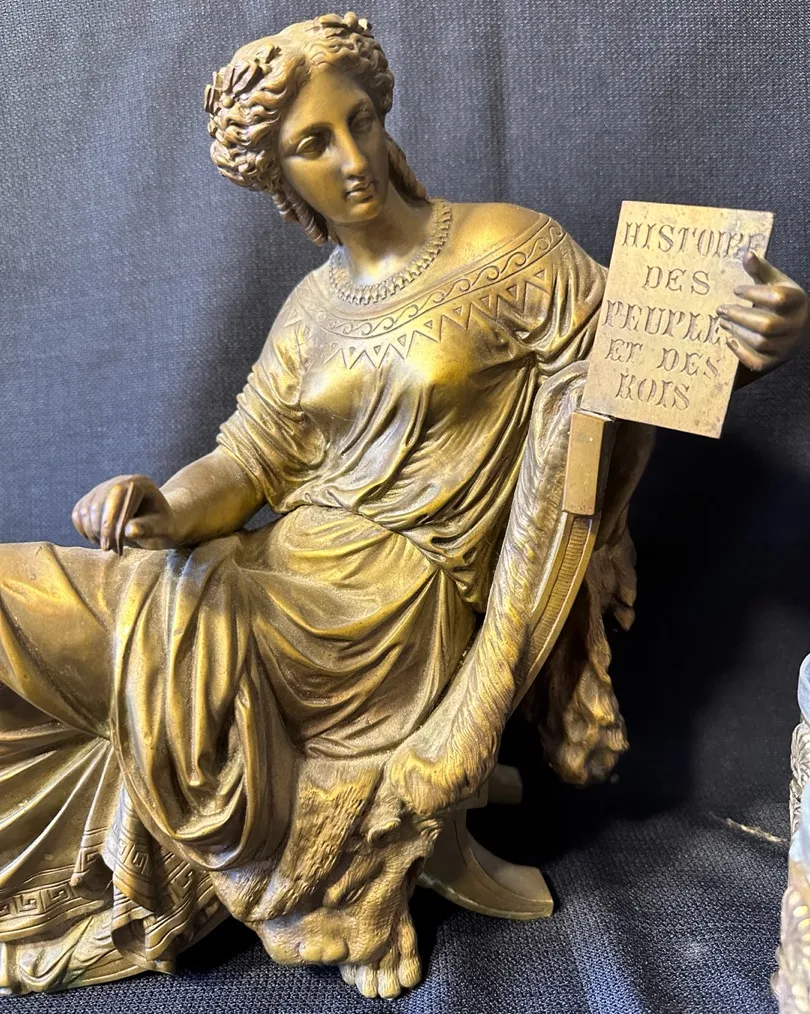 HISTOIRE
DES
PEUPLES
ET DES
ROIS